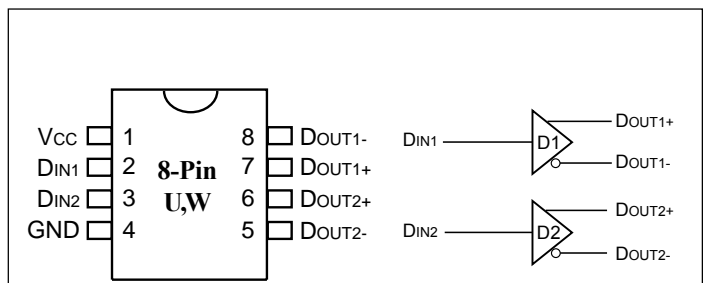 VCC 1 8 DOUT1-
DIN1 2 8-Pin 7 DOUT1+
DIN2 3 U,W 6 DOUT2+
GND 4 5 DOUT2-
DOUT1+
DIN1 D1
DOUT1-
DOUT2+
DIN2 D2
DOUT2-